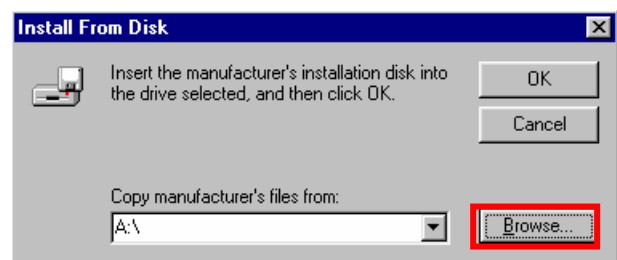 Install From Disk
Insert the manufacturer's installation disk into
the drive selected, and then click OK.
OK
Cancel
Copy manufacturer's files from:
A:\
Browse...